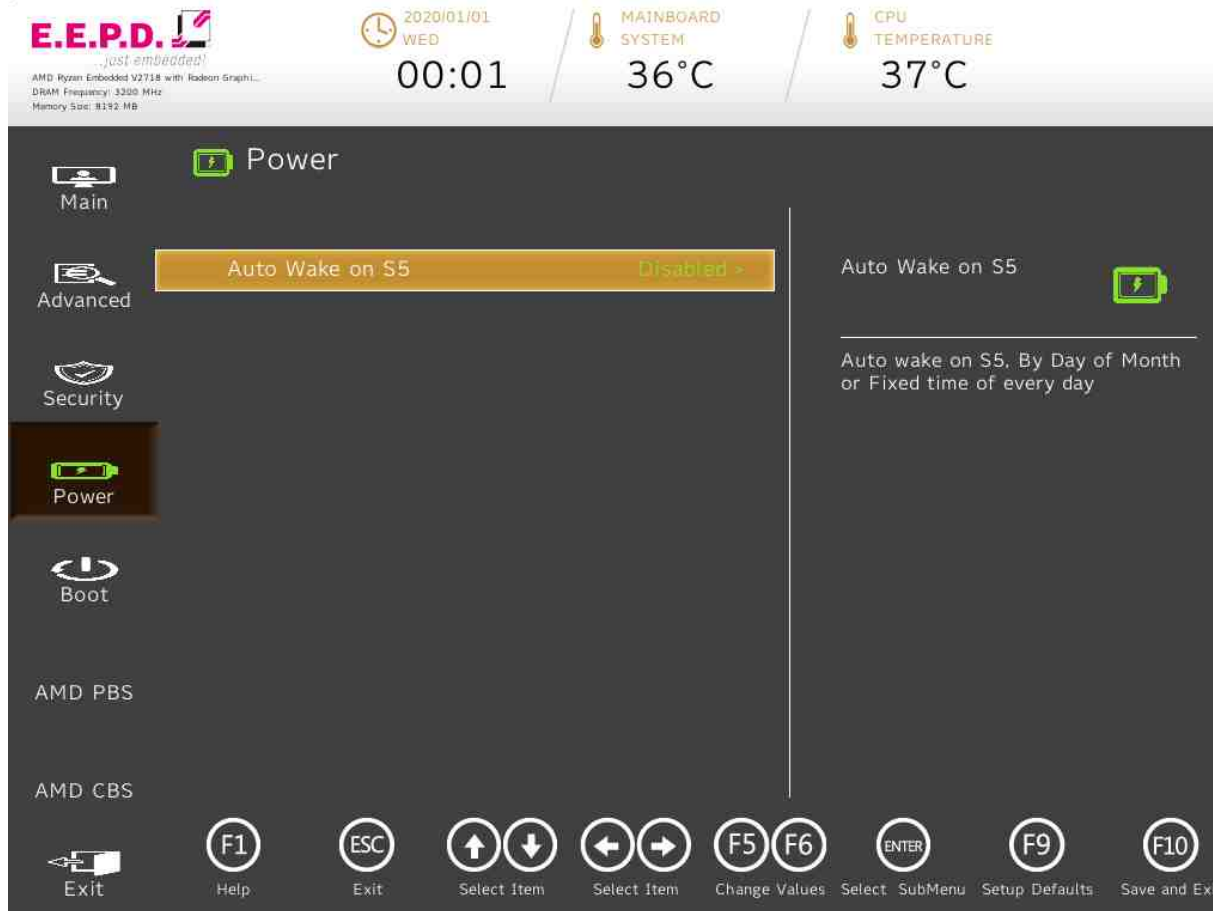 E.E.P.D.
...just embedded!
AMD Ryzen Embedded V2718 with Radeon Graphi...
DRAM Frequency: 3200 MHz
Memory Size: 8192 MB
2020/01/01
WED
00:01
MAINBOARD
SYSTEM
36°C
CPU
TEMPERATURE
37°C
Main
Advanced
Security
Power
Boot
AMD PBS
AMD CBS
Exit
Power
Auto Wake on S5 Disabled >
Auto Wake on S5
Auto wake on S5, By Day of Month
or Fixed time of every day
F1
Help
ESC
Exit
Select Item
Select Item
F5 F6
Change Values
ENTER
Select SubMenu
F9
Setup Defaults
F10
Save and Ex